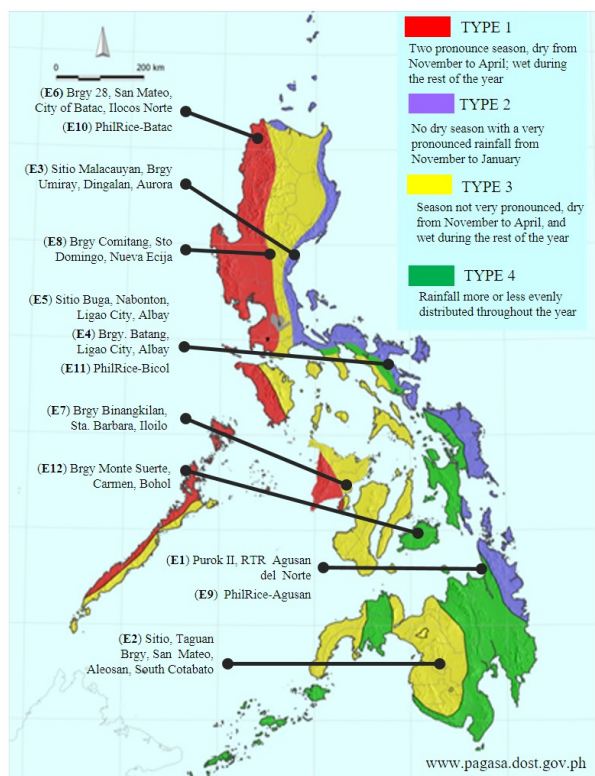 TYPE 1
Two pronounce season, dry from
November to April; wet during
the rest of the year
TYPE 2
No dry season with a very
pronounced rainfall from
November to January
TYPE 3
Season not very pronounced, dry
from November to April, and
wet during the rest of the year
TYPE 4
Rainfall more or less evenly
distributed throughout the year
0 200 km
(E6) Brgy 28, San Mateo,
City of Batac, Ilocos Norte
(E10) PhilRice-Batac
(E3) Sitio Malacauyan, Brgy
Umiray, Dingalan, Aurora
(E8) Brgy Comitang, Sto
Domingo, Nueva Ecija
(E5) Sitio Buga, Nabonton,
Ligao City, Albay
(E4) Brgy. Batang,
Ligao City, Albay
(E11) PhilRice-Bicol
(E7) Brgy Binangkilan,
Sta. Barbara, Iloilo
(E12) Brgy Monte Suerte,
Carmen, Bohol
(E1) Purok II, RTR Agusan
del Norte
(E9) PhilRice-Agusan
(E2) Sitio, Taguan
Brgy, San Mateo,
Aleosan, South Cotabato
www.pagasa.dost.gov.ph